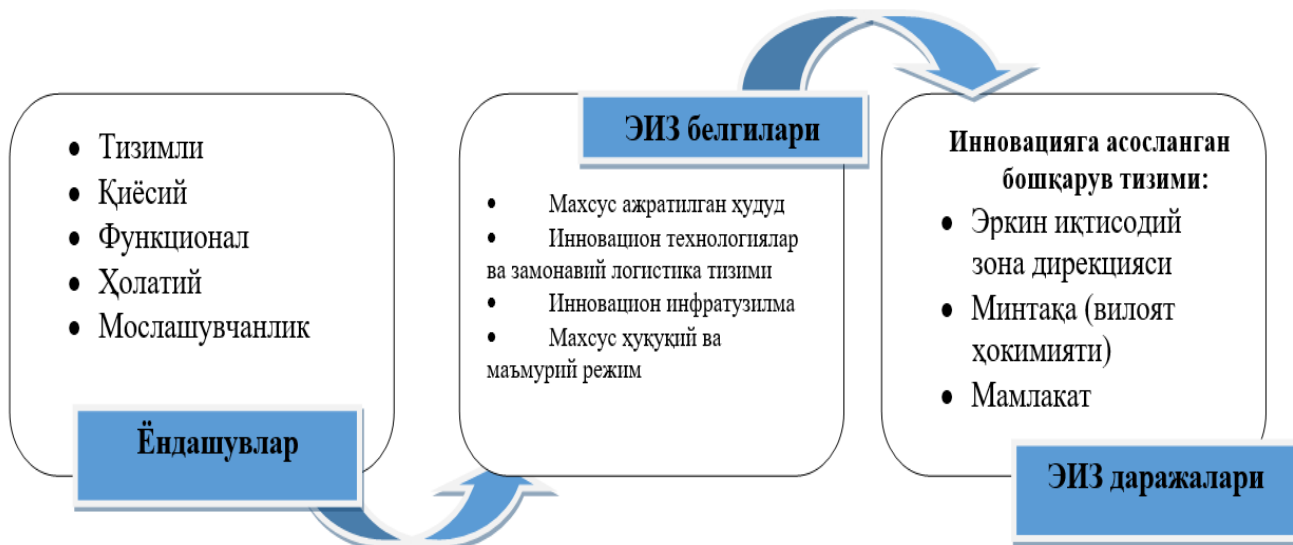 • Тизимли
• Қиёсий
• Функционал
• Ҳолатий
• Мослашувчанлик
Ёндашувлар
ЭИЗ белгилари
• Махсус ажратилган ҳудуд
• Инновацион технологиялар
ва замонавий логистика тизими
• Инновацион инфратузилма
• Махсус ҳуқуқий ва
маъмурий режим
Инновацияга асосланган
бошқарув тизими:
• Эркин иқтисодий
зона дирекцияси
• Минтақа (вилоят
ҳокимияти)
• Мамлакат
ЭИЗ даражалари